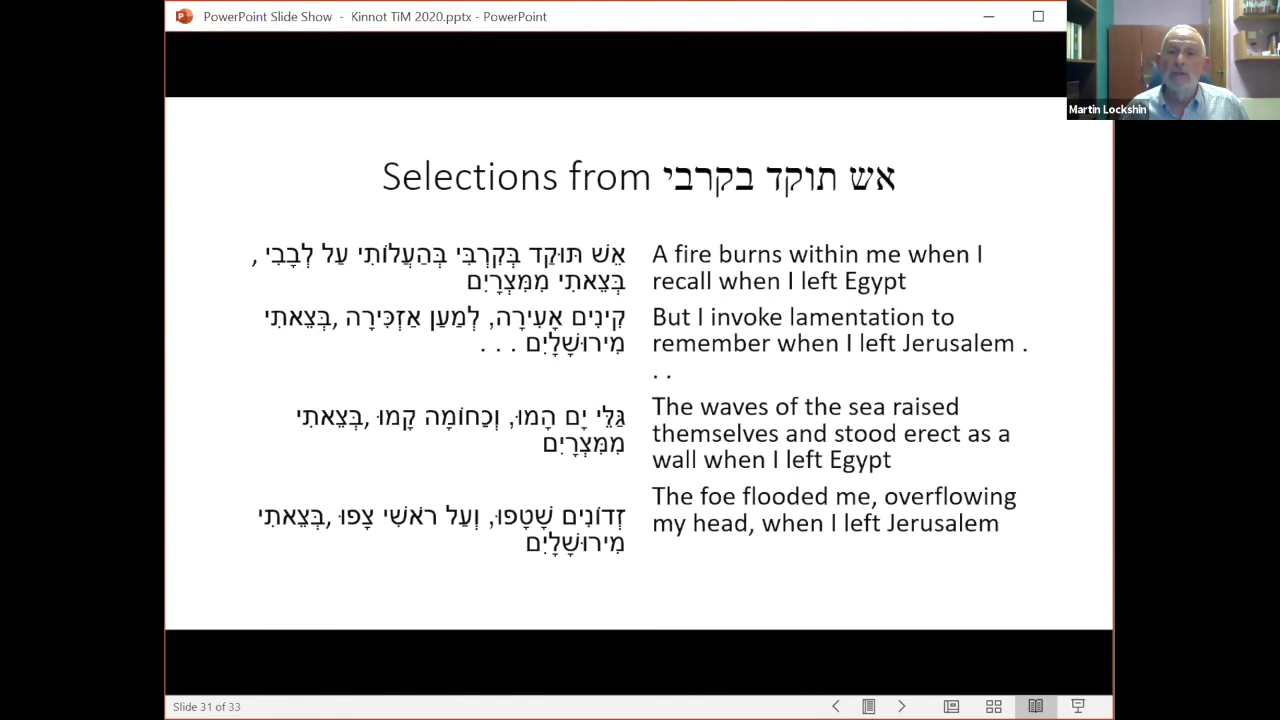 PowerPoint Slide Show - Kinnot TiM 2020.pptx - PowerPoint
Martin Lockshin
Selections from אש תוקד בקרבי
אֵשׁ תּוּקַד בְּקִרְבִּי בְּהַעֲלוֹתִי עַל לְבָבִי ,
בְּצֵאתִי מִמִּצְרָיִם
קִינִים אָעִירָה, לְמַעַן אַזְכִּירָה ,בְּצֵאתִי
מִירוּשָׁלָיִם . . .
גַּלֵּי יָם הָמוּ, וְכַחוֹמָה קָמוּ ,בְּצֵאתִי
מִמִּצְרָיִם
זְדוֹנִים שָׁטָפוּ, וְעַל רֹאשִׁי צָפוּ ,בְּצֵאתִי
מִירוּשָׁלָיִם
A fire burns within me when I
recall when I left Egypt
But I invoke lamentation to
remember when I left Jerusalem .
. .
The waves of the sea raised
themselves and stood erect as a
wall when I left Egypt
The foe flooded me, overflowing
my head, when I left Jerusalem
Slide 31 of 33